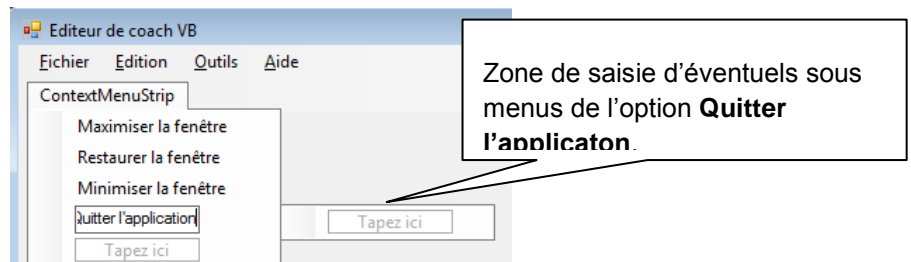 Editeur de coach VB
Fichier Edition Outils Aide
ContextMenuStrip
Maximiser la fenêtre
Restaurer la fenêtre
Minimiser la fenêtre
Quitter l'application
Tapez ici
Tapez ici
Zone de saisie d'éventuels sous
menus de l'option Quitter
l'applicaton.